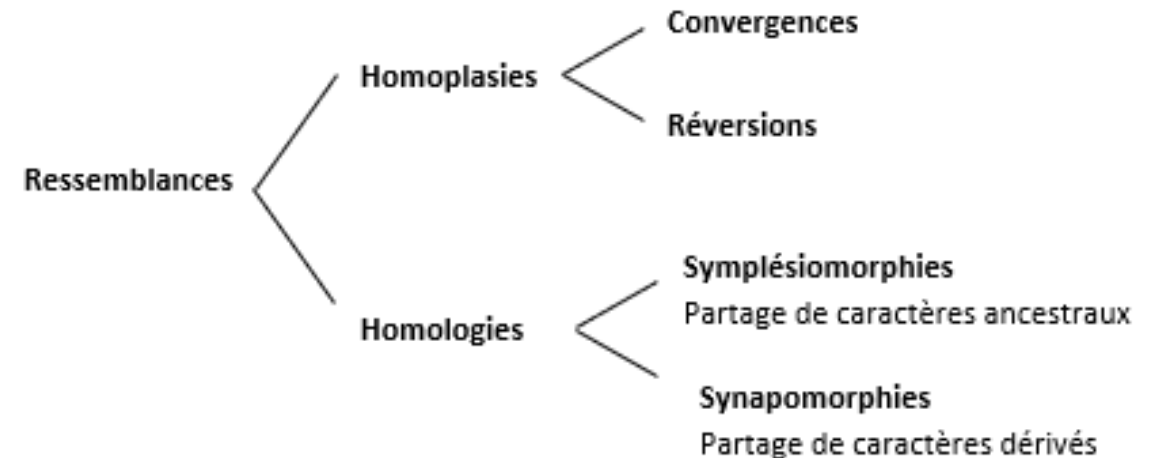 Convergences
Homoplasies
Réversions
Ressemblances
Symplésiomorphies
Partage de caractères ancestraux
Homologies
Synapomorphies
Partage de caractères dérivés